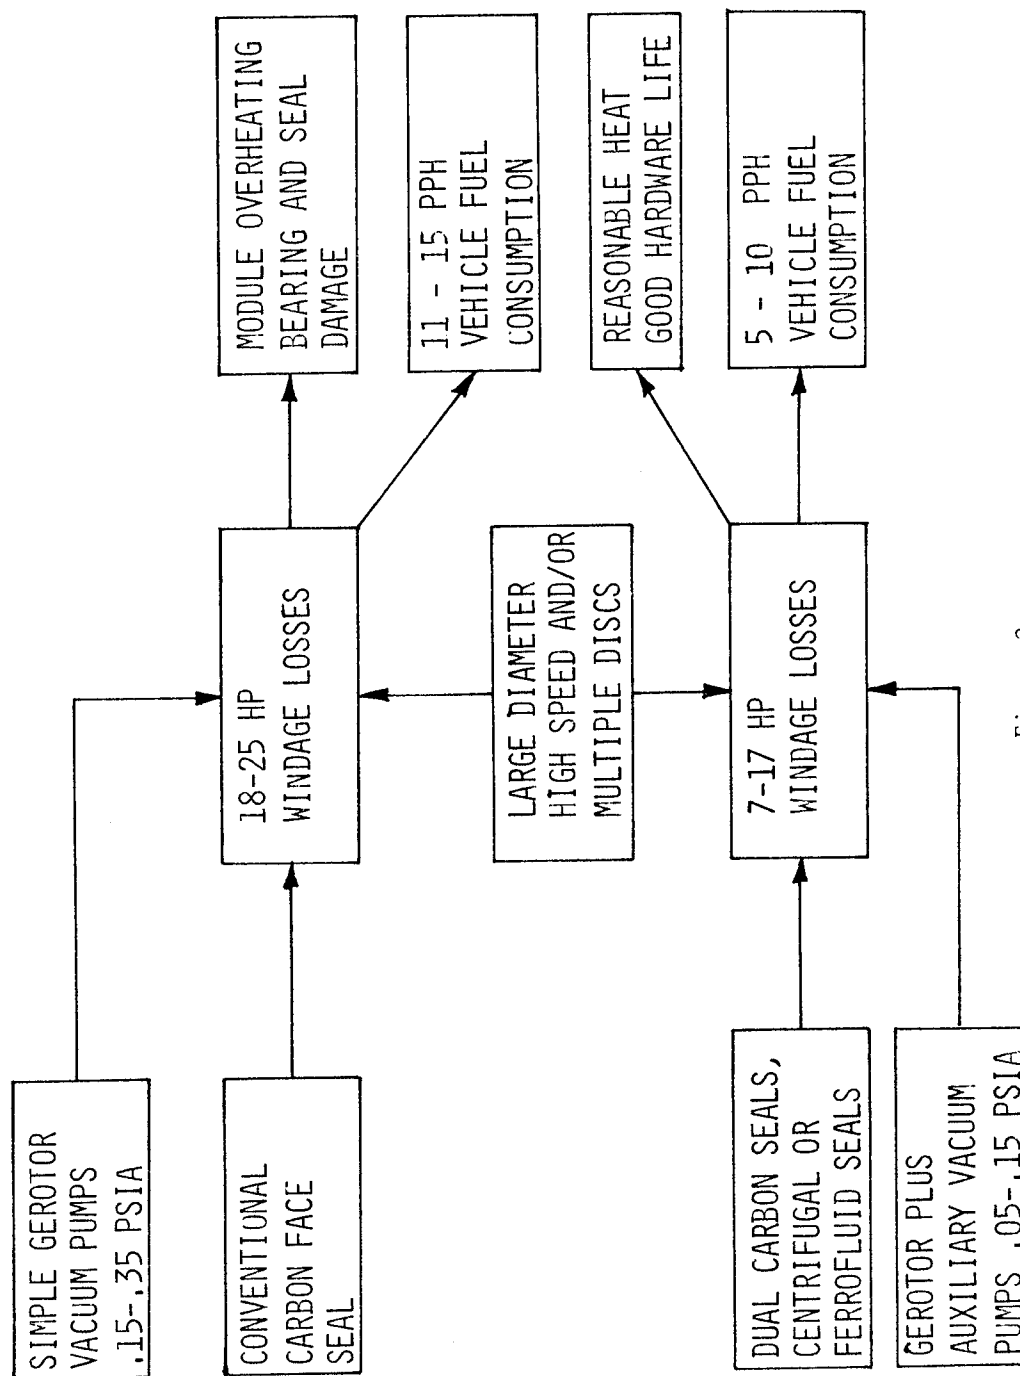 SIMPLE GEROTOR
VACUUM PUMPS
.15-.35 PSIA
CONVENTIONAL
CARBON FACE
SEAL
18-25 HP
WINDAGE LOSSES
MODULE OVERHEATING
BEARING AND SEAL
DAMAGE
11 - 15 PPH
VEHICLE FUEL
CONSUMPTION
LARGE DIAMETER
HIGH SPEED AND/OR
MULTIPLE DISCS
DUAL CARBON SEALS,
CENTRIFUGAL OR
FERROFLUID SEALS
GEROTOR PLUS
AUXILIARY VACUUM
PUMPS .05-.15 PSIA
7-17 HP
WINDAGE LOSSES
REASONABLE HEAT
GOOD HARDWARE LIFE
5 - 10 PPH
VEHICLE FUEL
CONSUMPTION